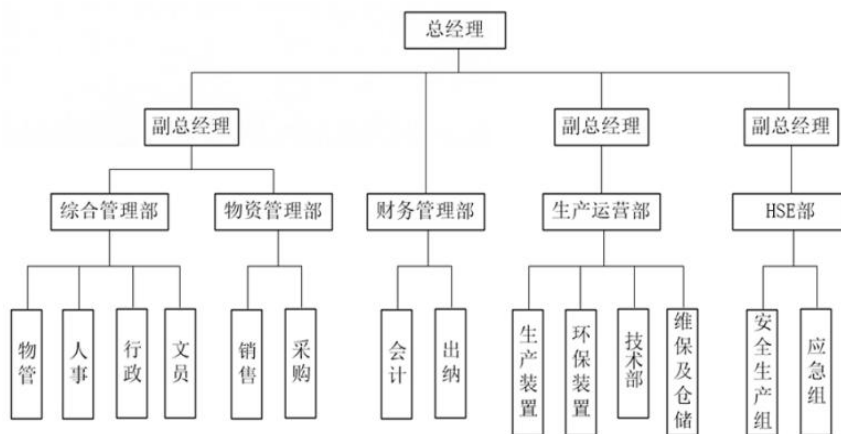 总经理
副总经理
副总经理
副总经理
综合管理部
物资管理部
财务管理部
生产运营部
HSE部
物管
人事
行政
文员
销售
采购
会计
出纳
生产装置
环保装置
技术部
维保及仓储
安全生产组
应急组